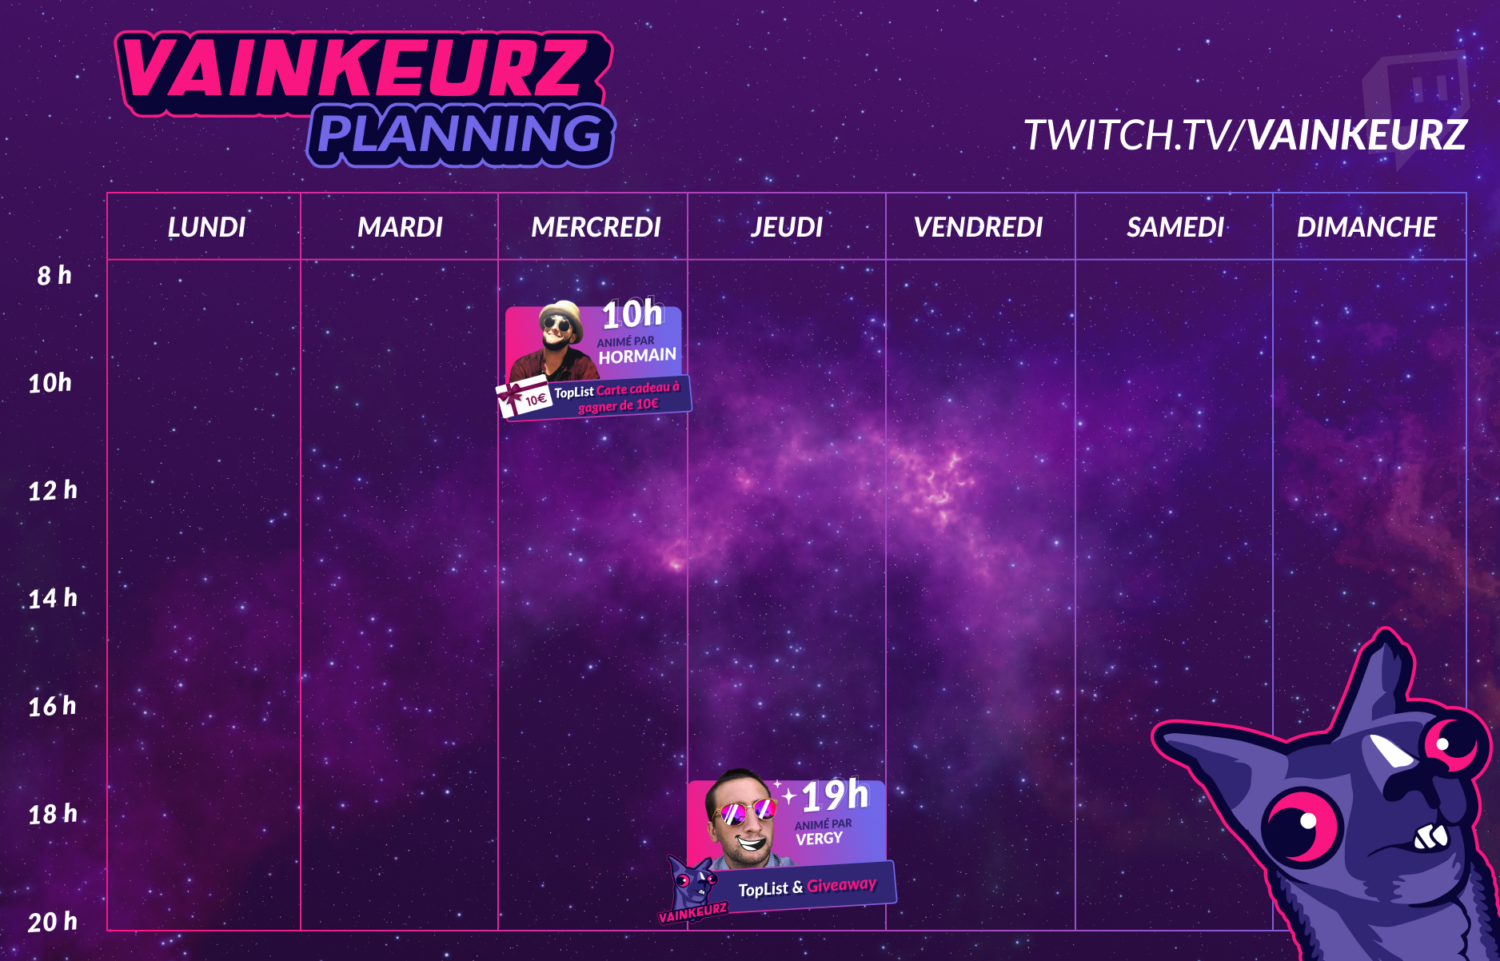 VAINKEURZ
PLANNING
TWITCH.TV/VAINKEURZ
LUNDI
MARDI
MERCREDI
JEUDI
VENDREDI
SAMEDI
DIMANCHE
8 h
10h
ANIMÉ PAR
HORMAIN
10h
10€
TopList Carte cadeau à
gagner de 10€
12 h
14 h
16 h
18 h
19h
ANIMÉ PAR
VERGY
TopList & Giveaway
VAINKEURZ
20 h